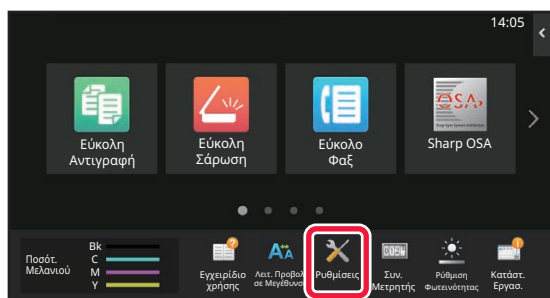 14:05
Εύκολη
Αντιγραφή
Εύκολη
Σάρωση
Εύκολο
Φαξ
OSA
Sharp OSA
Ποσότ.
Μελανιού
Bk
C
M
Y
Εγχειρίδιο
χρήσης
Λειτ. Προβολ
σε Μεγέθυνσ
Ρυθμίσεις
Συν.
Μετρητής
Ρύθμιση
Φωτεινότητας
Κατάστ.
Εργασ.